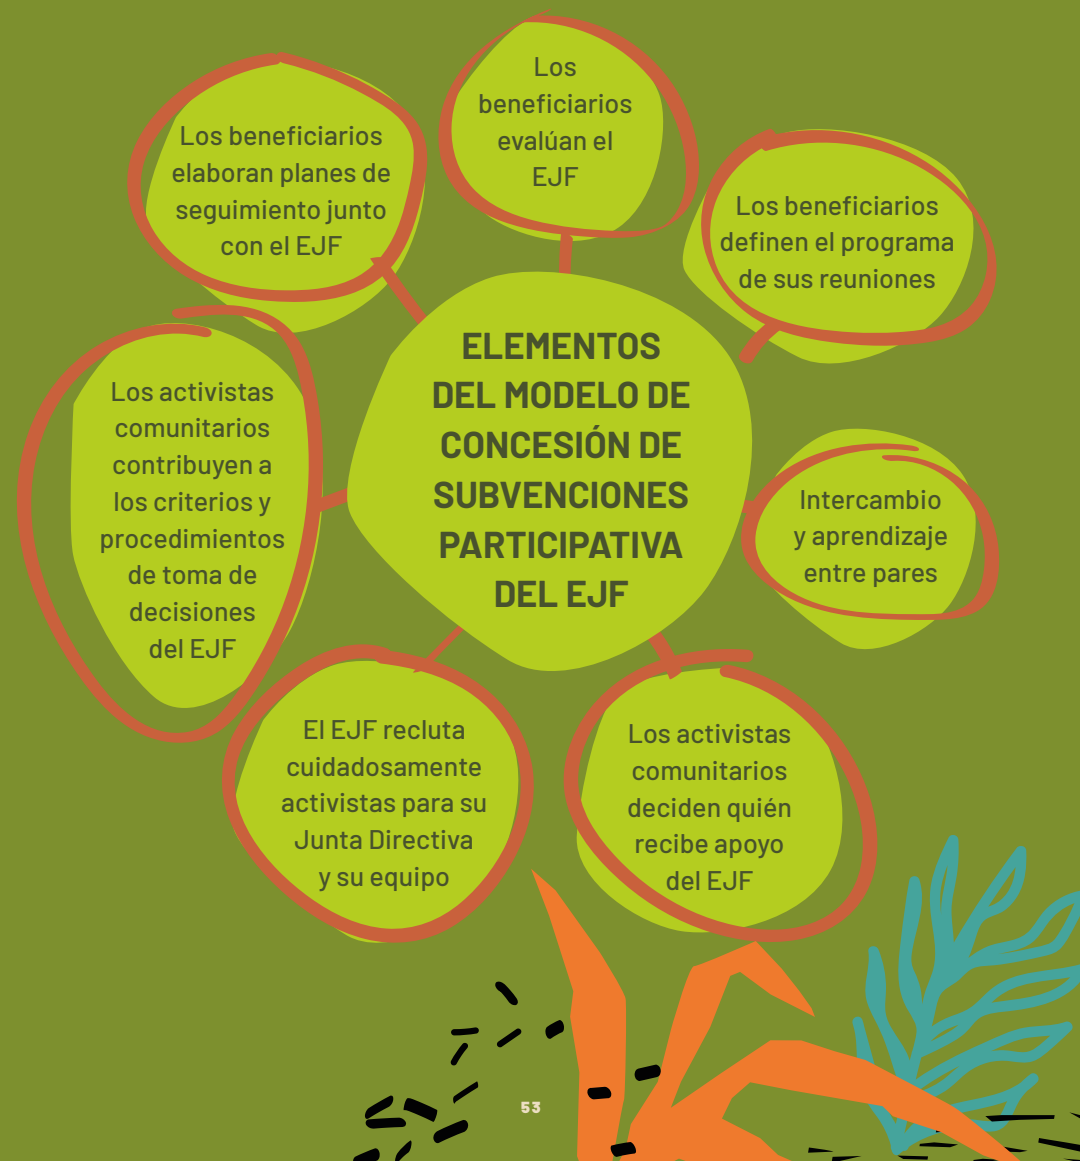 Los
beneficiarios
evalúan el
EJF
Los beneficiarios
elaboran planes de
seguimiento junto
con el EJF
Los beneficiarios
definen el programa
de sus reuniones
ELEMENTOS
DEL MODELO DE
CONCESIÓN DE
SUBVENCIONES
PARTICIPATIVA
DEL EJF
Los activistas
comunitarios
contribuyen a
los criterios y
procedimientos
de toma de
decisiones
del EJF
Intercambio
y aprendizaje
entre pares
El EJF recluta
cuidadosamente
activistas para su
Junta Directiva
y su equipo
Los activistas
comunitarios
deciden quién
recibe apoyo
del EJF
53